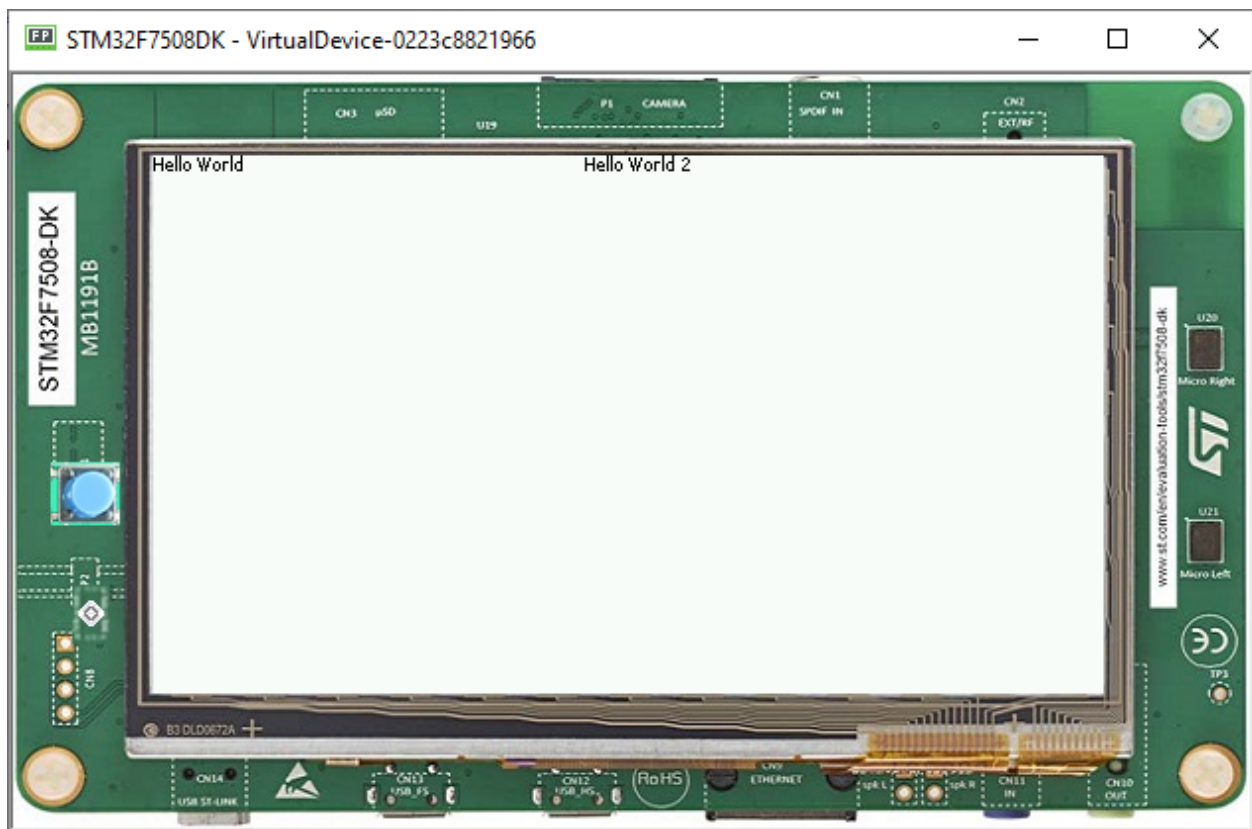 STM32F7508DK - VirtualDevice-0223c8821966
CN3 µSD
U19
P1 CAMERA
CN1
SPDIF IN
CN2
EXT/RF
Hello World
Hello World 2
STM32F7508-DK
MB1191B
P2
CN8
U20
Micro Right
www.st.com/en/evaluation-tools/stm32f7508-dk
U21
Micro Left
TP3
B3 DLD0672A
CN14
USB ST-LINK
CN13
USB_FS
CN12
USB_HS
RoHS
CN9
ETHERNET
spk L
spk R
CN11
IN
CN10
OUT